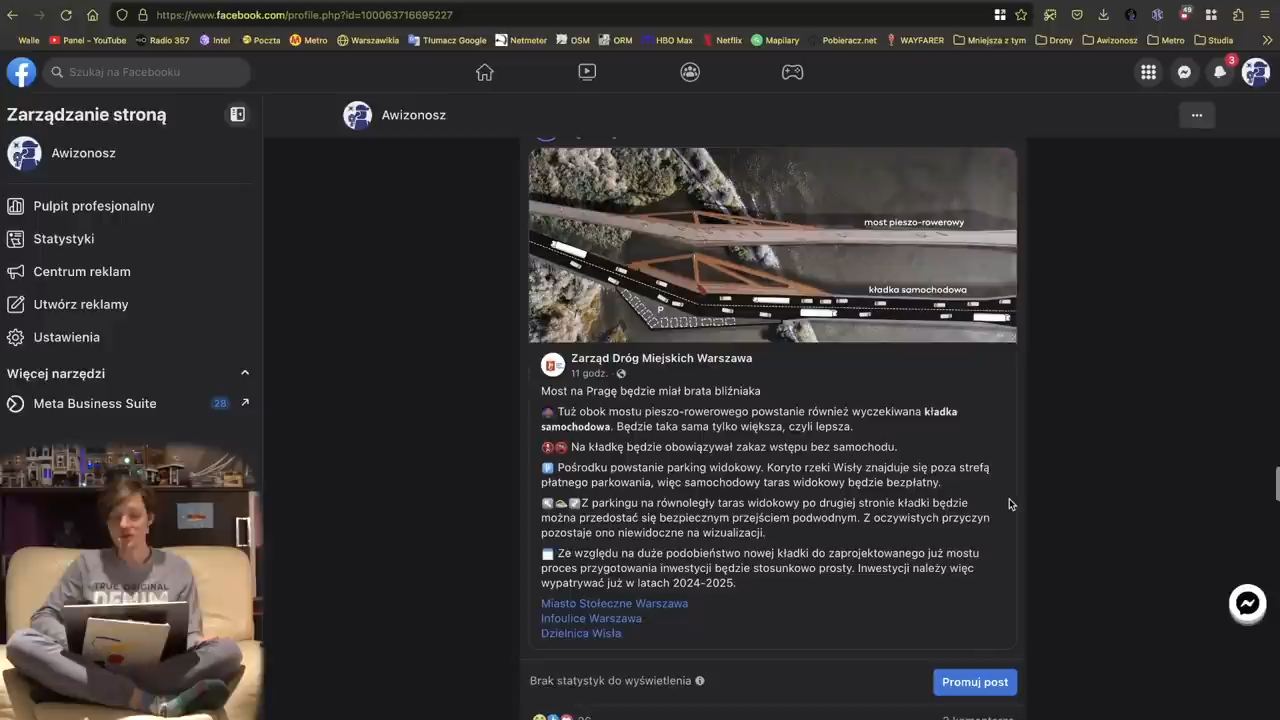 https://www.facebook.com/profile.php?id=100063716695227
49
Walle
Panel - YouTube
Radio 357
Intel
Poczta
Metro
Warszawikia
Tłumacz Google
Netmeter
OSM
ORM
HBO Max
Netflix
Mapilary
Pobieracz.net
WAYFARER
Mniejsza z tym
Drony
Awizonosz
Metro
Studia
Szukaj na Facebooku
3
Zarządzanie stroną
Awizonosz
Pulpit profesjonalny
Statystyki
Centrum reklam
Utwórz reklamy
Ustawienia
Więcej narzędzi
Meta Business Suite
28
TRUE ORIGINAL
DENIM
Awizonosz
most pieszo-rowerowy
kładka samochodowa
P
Zarząd Dróg Miejskich Warszawa
11 godz. ·
Most na Pragę będzie miał brata bliźniaka
Tuż obok mostu pieszo-rowerowego powstanie również wyczekiwana kładka
samochodowa. Będzie taka sama tylko większa, czyli lepsza.
Na kładkę będzie obowiązywał zakaz wstępu bez samochodu.
Pośrodku powstanie parking widokowy. Koryto rzeki Wisły znajduje się poza strefą
płatnego parkowania, więc samochodowy taras widokowy będzie bezpłatny.
Z parkingu na równoległy taras widokowy po drugiej stronie kładki będzie
można przedostać się bezpiecznym przejściem podwodnym. Z oczywistych przyczyn
pozostaje ono niewidoczne na wizualizacji.
Ze względu na duże podobieństwo nowej kładki do zaprojektowanego już mostu
proces przygotowania inwestycji będzie stosunkowo prosty. Inwestycji należy więc
wypatrywać już w latach 2024-2025.
Miasto Stołeczne Warszawa
Infoulice Warszawa
Dzielnica Wisła
Brak statystyk do wyświetlenia
Promuj post